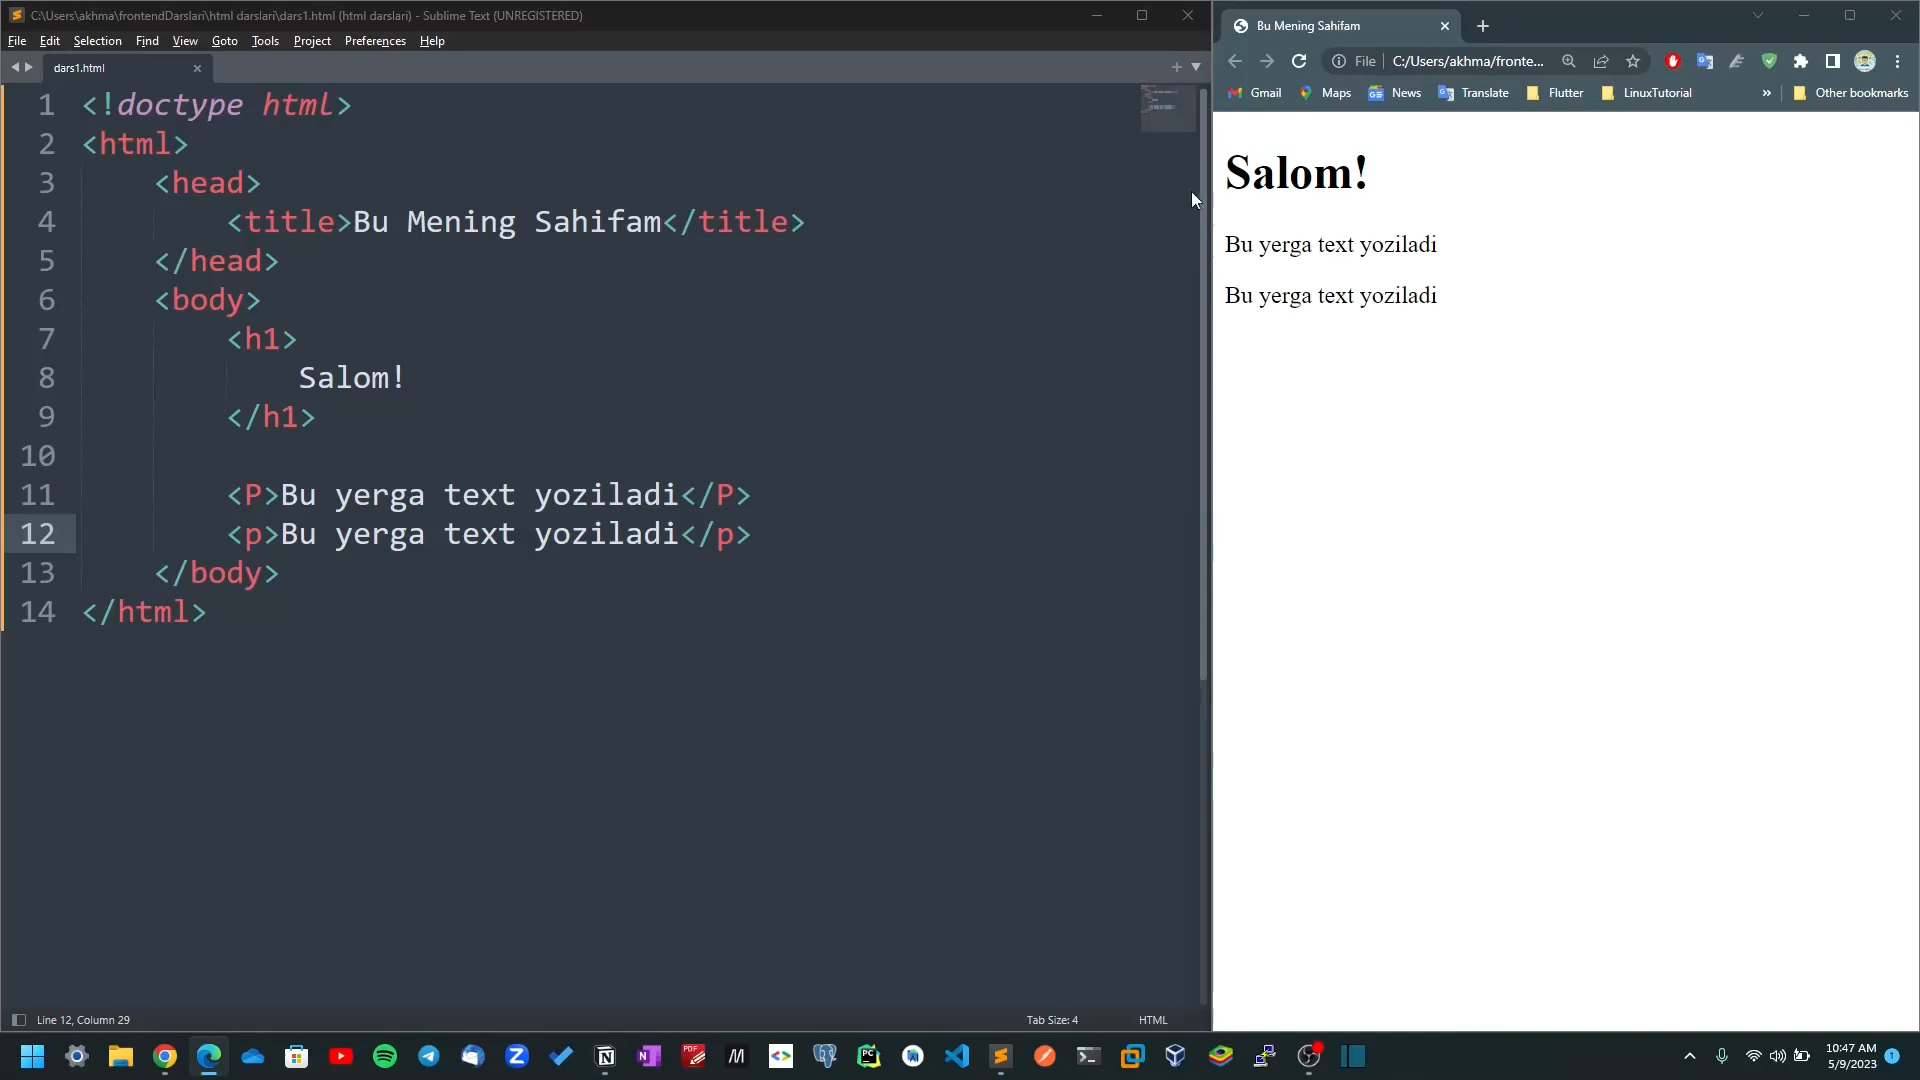 C:\Users\akhma\frontendDarslari\html darslari\dars1.html (html darslari) - Sublime Text (UNREGISTERED)
File Edit Selection Find View Goto Tools Project Preferences Help
dars1.html
1 <!doctype html>
2 <html>
3 <head>
4 <title>Bu Mening Sahifam</title>
5 </head>
6 <body>
7 <h1>
8 Salom!
9 </h1>
10
11 <P>Bu yerga text yoziladi</P>
12 <p>Bu yerga text yoziladi</p>
13 </body>
14 </html>
Line 12, Column 29
Tab Size: 4
HTML
Bu Mening Sahifam
File C:/Users/akhma/fronte...
Gmail Maps News Translate Flutter LinuxTutorial » Other bookmarks
Salom!
Bu yerga text yoziladi
Bu yerga text yoziladi
10:47 AM
5/9/2023
1